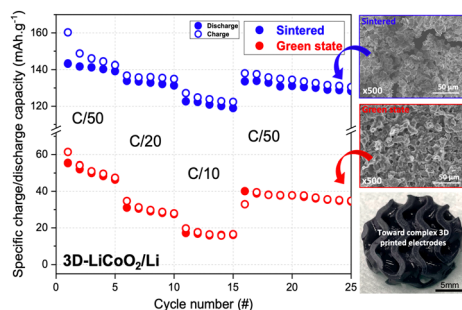 Specific charge/discharge capacity (mAh.g⁻¹)
160
140
120
60
40
20
0
0
5
10
15
20
25
Cycle number (#)
Discharge
Charge
Sintered
Green state
C/50
C/20
C/10
C/50
3D-LiCoO₂/Li
Sintered
x500
50 µm
Green state
x500
50 µm
Toward complex 3D
printed electrodes
5mm